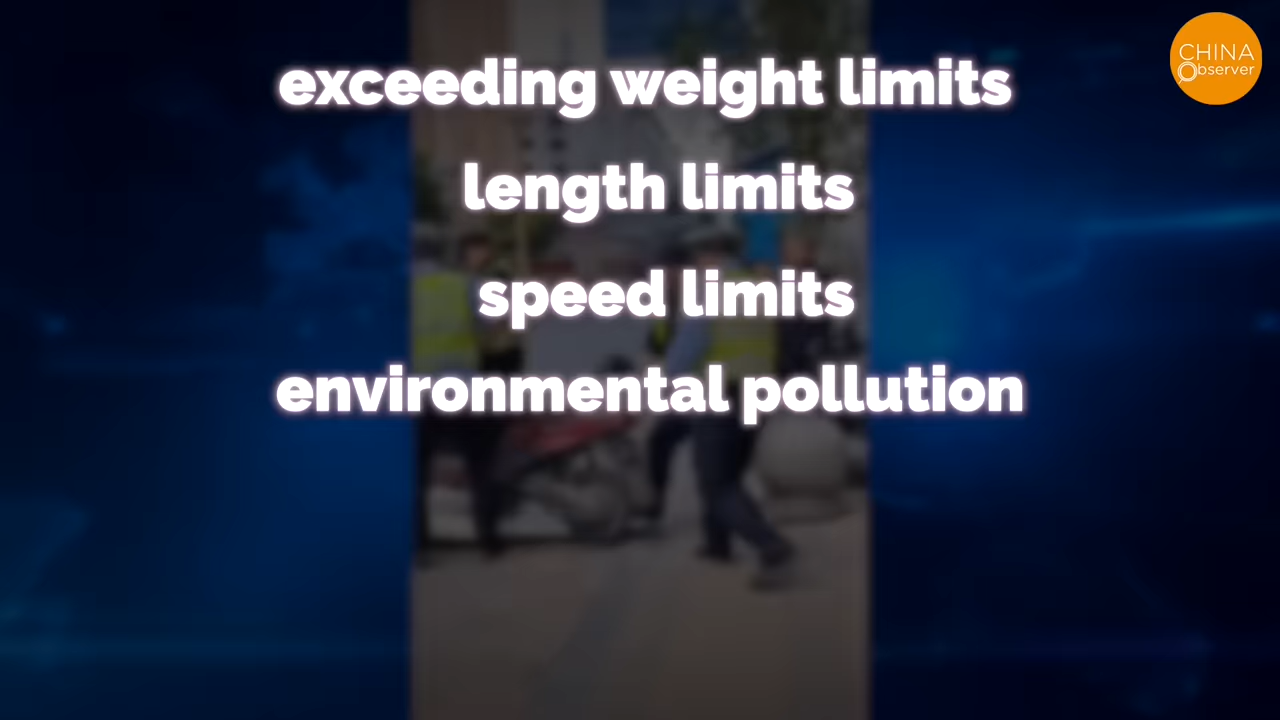 CHINA
Observer
exceeding weight limits
length limits
speed limits
environmental pollution